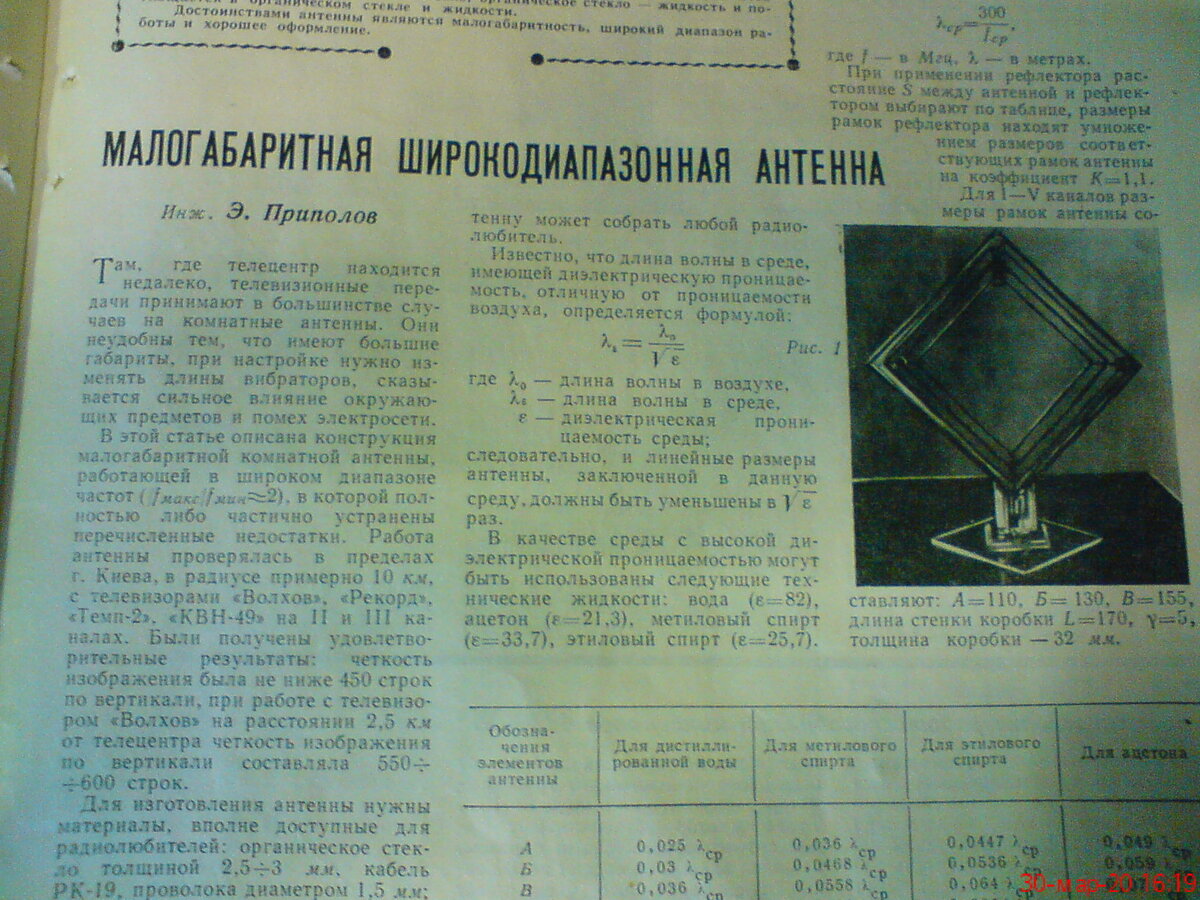 органическом стекле и жидкости.
органическое стекло — жидкость и по-
Достоинствами антенны являются малогабаритность, широкий диапазон ра-
боты и хорошее оформление.
МАЛОГАБАРИТНАЯ ШИРОКОДИАПАЗОННАЯ АНТЕННА
Инж. Э. Приполов
Там, где телецентр находится
недалеко, телевизионные пере-
дачи принимают в большинстве слу-
чаев на комнатные антенны. Они
неудобны тем, что имеют большие
габариты, при настройке нужно из-
менять длины вибраторов, сказы-
вается сильное влияние окружаю-
щих предметов и помех электросети.
В этой статье описана конструкция
малогабаритной комнатной антенны,
работающей в широком диапазоне
частот (fмакс/fмин≈2), в которой пол-
ностью либо частично устранены
перечисленные недостатки. Работа
антенны проверялась в пределах
г. Киева, в радиусе примерно 10 км,
с телевизорами «Волхов», «Рекорд»,
«Темп-2», «КВН-49» на II и III ка-
налах. Были получены удовлетво-
рительные результаты: четкость
изображения была не ниже 450 строк
по вертикали, при работе с телевизо-
ром «Волхов» на расстоянии 2,5 км
от телецентра четкость изображения
по вертикали составляла 550÷
÷600 строк.
Для изготовления антенны нужны
материалы, вполне доступные для
радиолюбителей: органическое стек-
ло толщиной 2,5÷3 мм, кабель
РК-19, проволока диаметром 1,5 мм;
тенну может собрать любой радио-
любитель.
Известно, что длина волны в среде,
имеющей диэлектрическую проницае-
мость, отличную от проницаемости
воздуха, определяется формулой:
λε = λ0 / √ε
где λ0 — длина волны в воздухе,
λε — длина волны в среде,
ε — диэлектрическая прони-
цаемость среды;
следовательно, и линейные размеры
антенны, заключенной в данную
среду, должны быть уменьшены в √ε
раз.
В качестве среды с высокой ди-
электрической проницаемостью могут
быть использованы следующие тех-
нические жидкости: вода (ε=82),
ацетон (ε=21,3), метиловый спирт
(ε=33,7), этиловый спирт (ε=25,7).
λср = 300 / fср,
где f — в Мгц, λ — в метрах.
При применении рефлектора рас-
стояние S между антенной и рефлек-
тором выбирают по таблице, размеры
рамок рефлектора находят умноже-
нием размеров соответ-
ствующих рамок антенны
на коэффициент K=1,1.
Для I—V каналов раз-
меры рамок антенны со-
Рис. 1
ставляют: А=110, Б=130, В=155,
длина стенки коробки L=170, γ=5,
толщина коробки — 32 мм.
Обозна-
чения
элементов
антенны
Для дистилли-
рованной воды
Для метилового
спирта
Для этилового
спирта
Для ацетона
А 0,025 λср 0,036 λср 0,0447 λср 0,049 λср
Б 0,03 λср 0,0468 λср 0,0536 λср 0,059 λср
В 0,036 λср 0,0558 λср 0,064 λср
30-мар-20 16:19